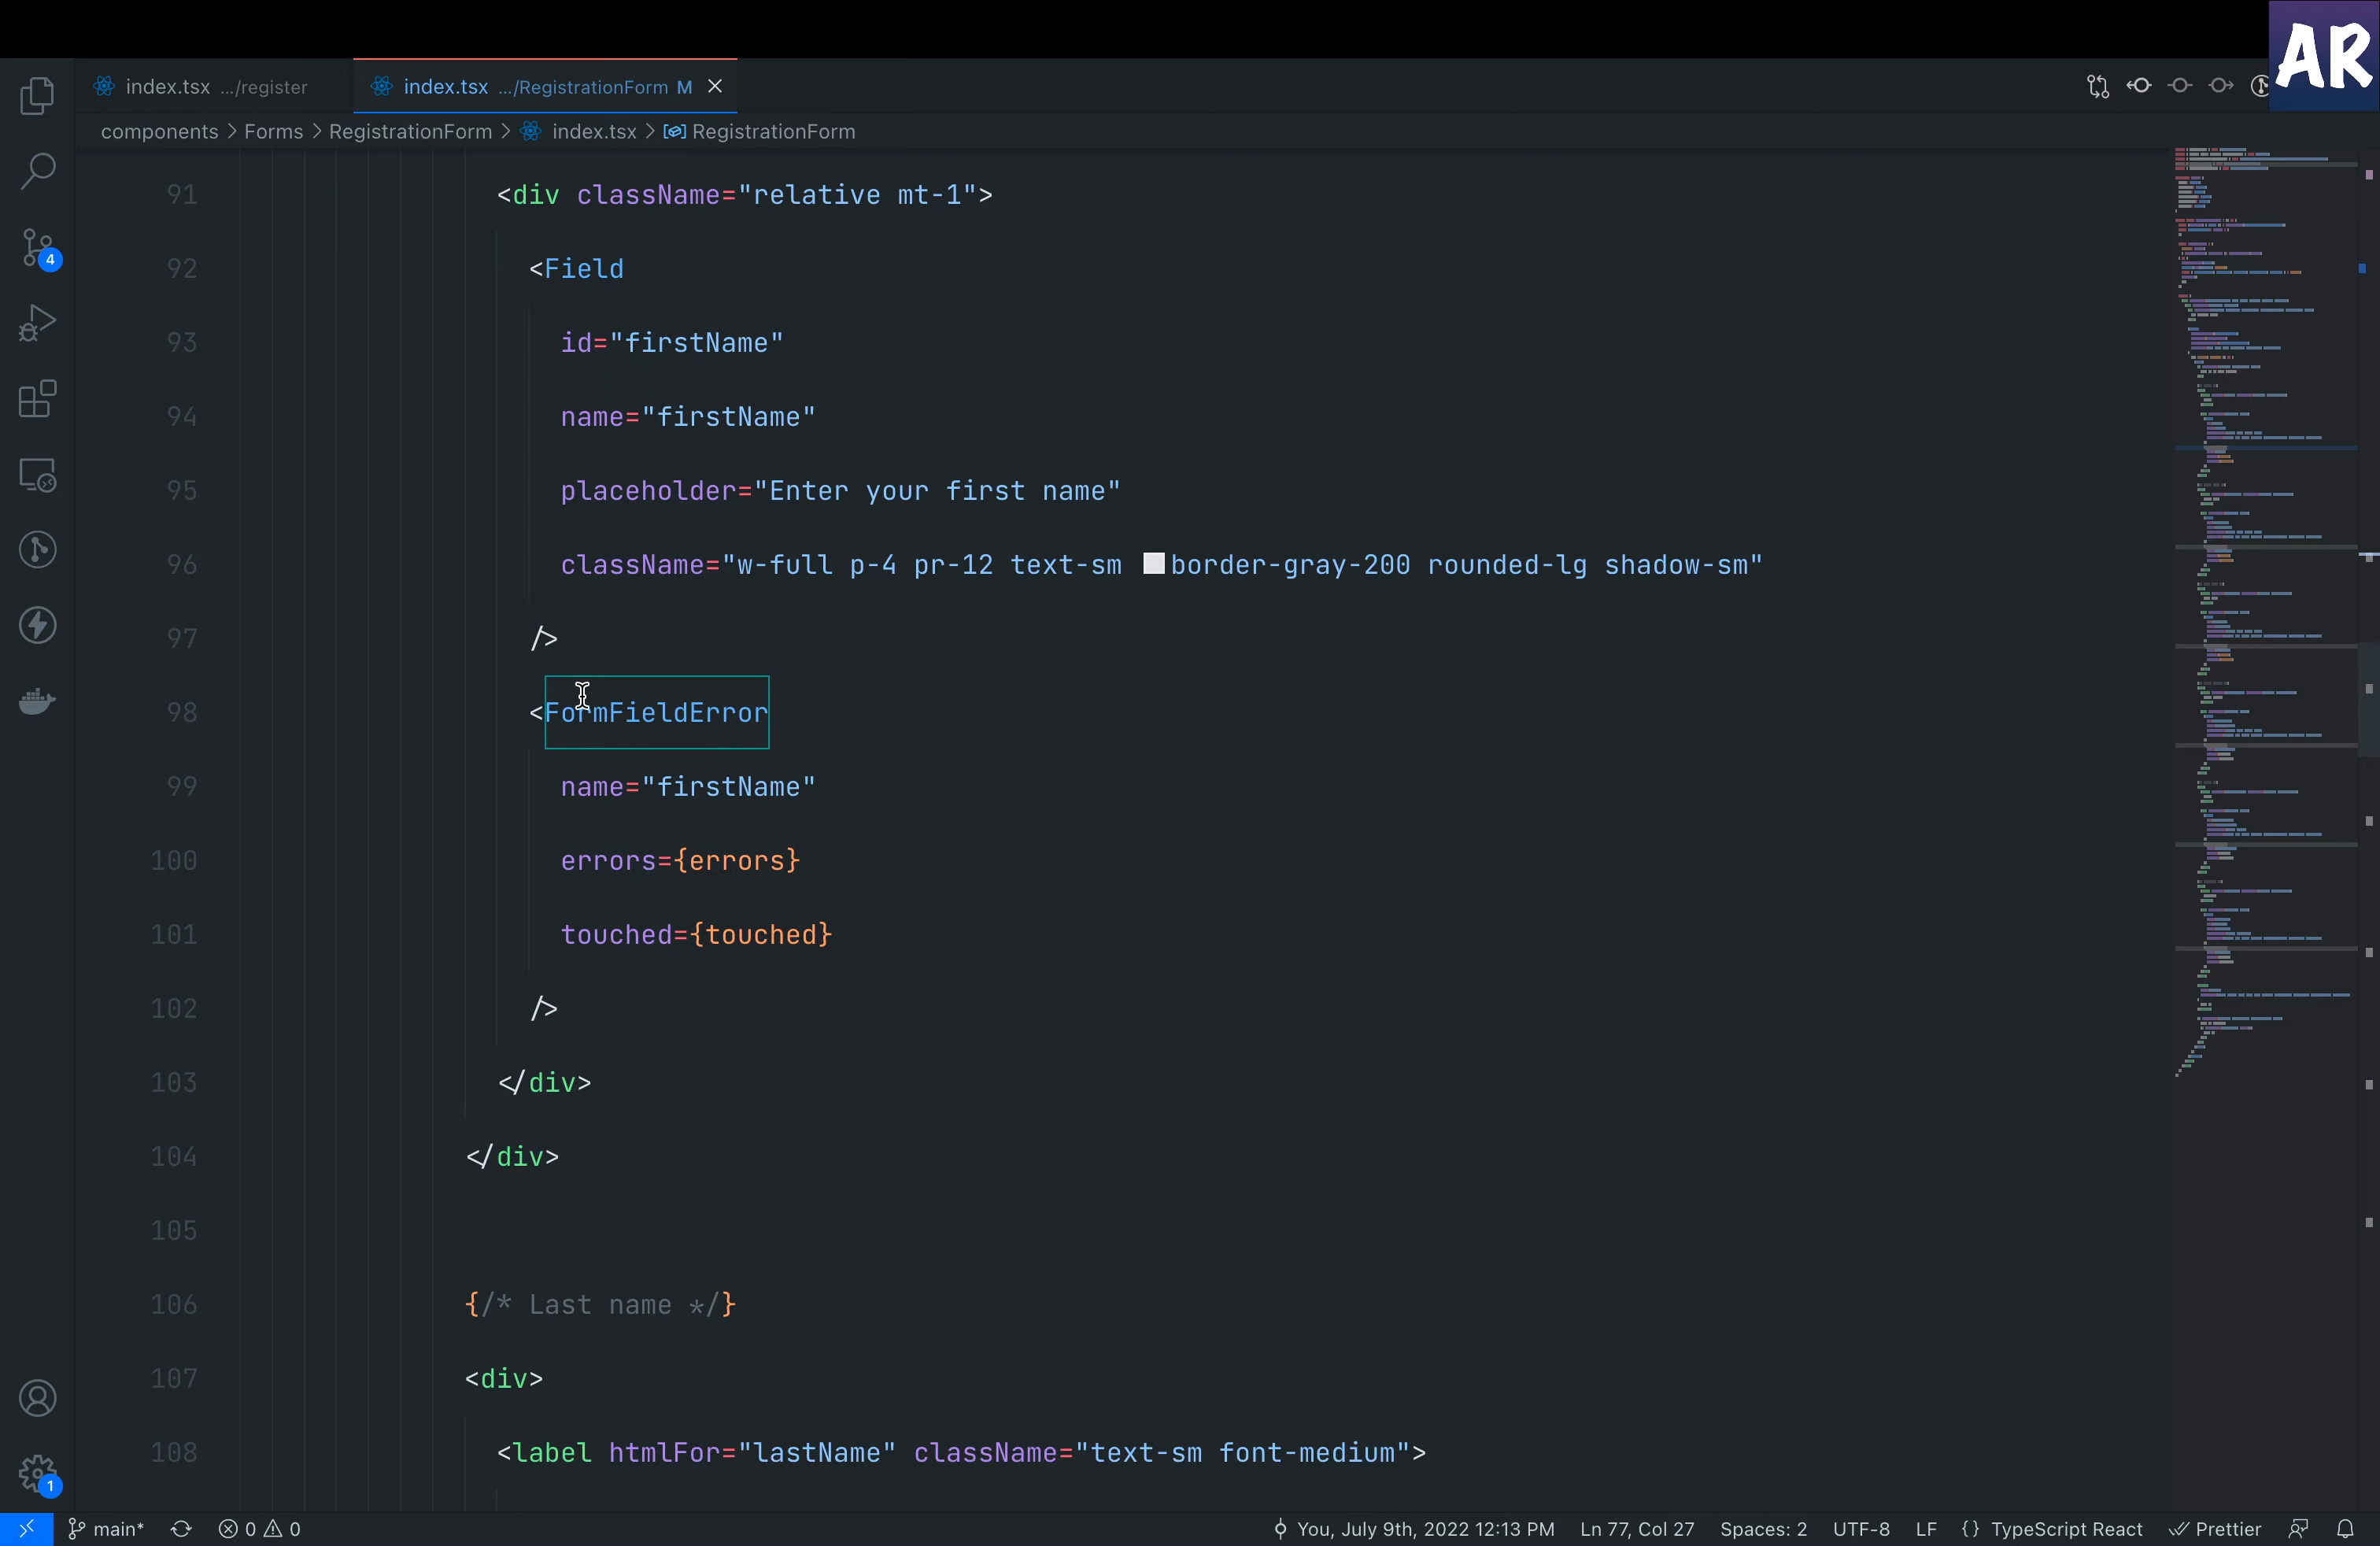 AR
index.tsx .../register
index.tsx .../RegistrationForm M
components > Forms > RegistrationForm > index.tsx > RegistrationForm
91 <div className="relative mt-1">
92 <Field
93 id="firstName"
94 name="firstName"
95 placeholder="Enter your first name"
96 className="w-full p-4 pr-12 text-sm border-gray-200 rounded-lg shadow-sm"
97 />
98 <FormFieldError
99 name="firstName"
100 errors={errors}
101 touched={touched}
102 />
103 </div>
104 </div>
105
106 {/* Last name */}
107 <div>
108 <label htmlFor="lastName" className="text-sm font-medium">
4
1
main* 0 0 You, July 9th, 2022 12:13 PM Ln 77, Col 27 Spaces: 2 UTF-8 LF {} TypeScript React Prettier